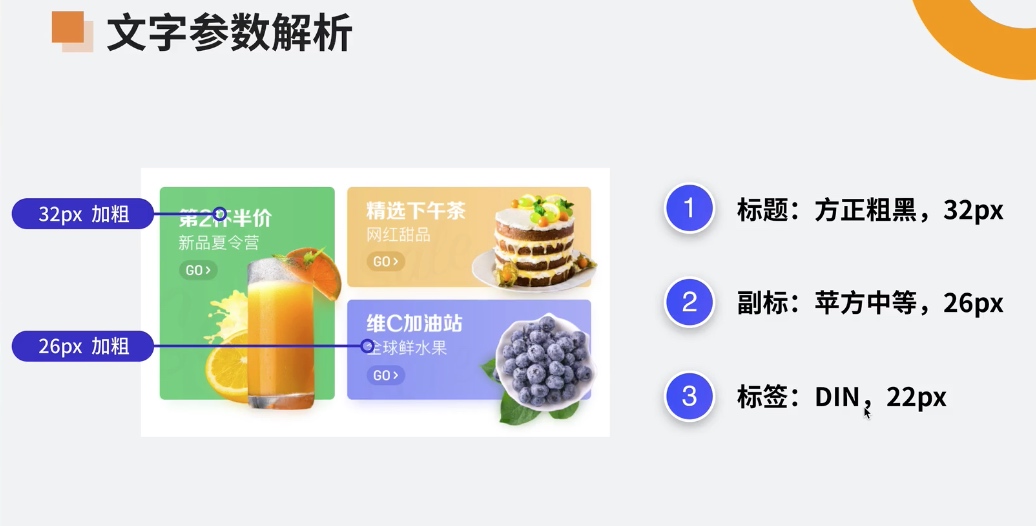 文字参数解析
32px 加粗
26px 加粗
第2杯半价
新品夏令营
GO>
精选下午茶
网红甜品
GO>
维C加油站
全球鲜水果
GO>
1 标题：方正粗黑，32px
2 副标：苹方中等，26px
3 标签：DIN，22px